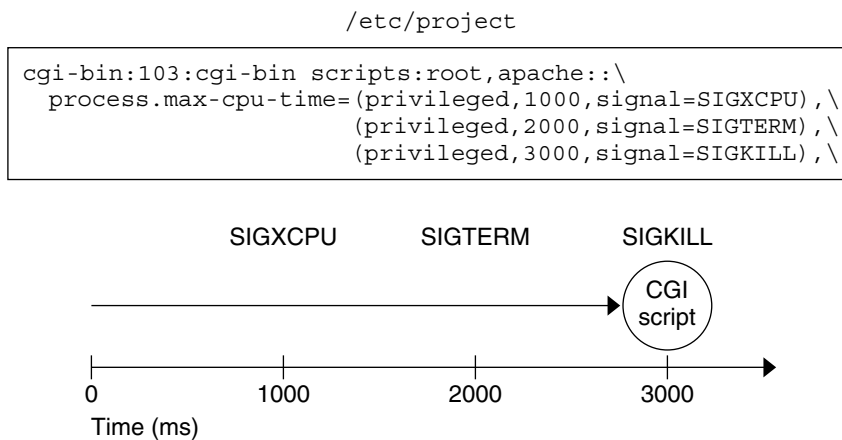 /etc/project
cgi-bin:103:cgi-bin scripts:root,apache::\
process.max-cpu-time=(privileged,1000,signal=SIGXCPU),\
(privileged,2000,signal=SIGTERM),\
(privileged,3000,signal=SIGKILL),\
SIGXCPU SIGTERM SIGKILL
CGI
script
0 1000 2000 3000
Time (ms)